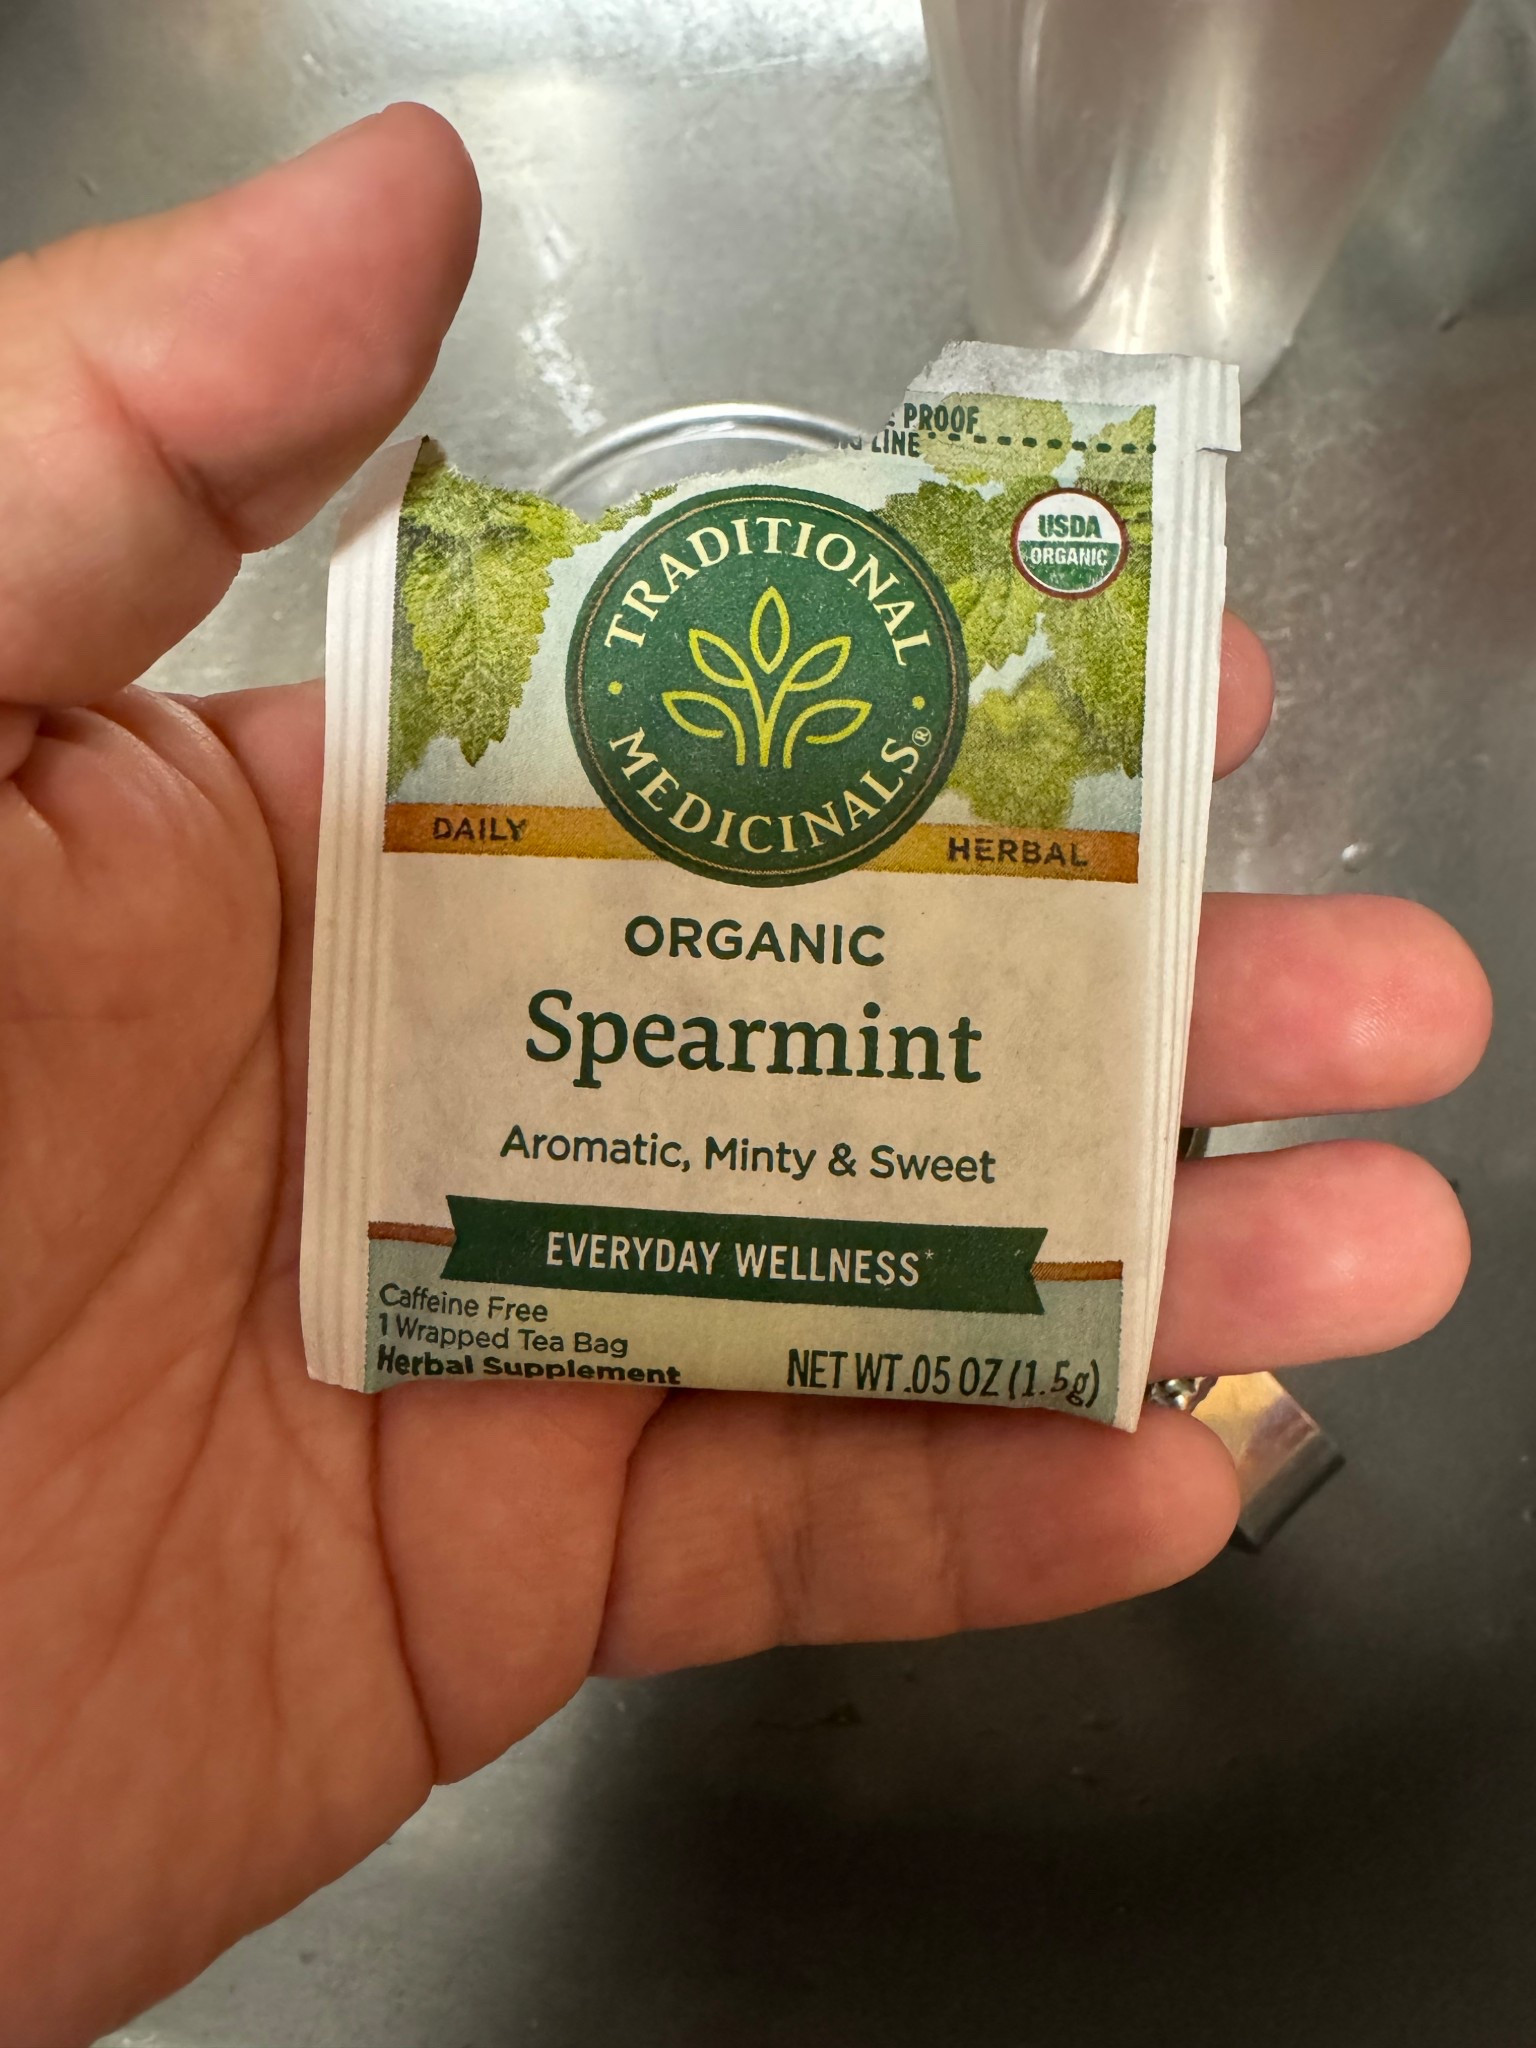 PROOF
LINE
USDA
ORGANIC
TRADITIONAL
MEDICINALS®
DAILY
HERBAL
ORGANIC
Spearmint
Aromatic, Minty & Sweet
EVERYDAY WELLNESS*
Caffeine Free
1 Wrapped Tea Bag
Herbal Supplement
NET WT .05 OZ (1.5g)